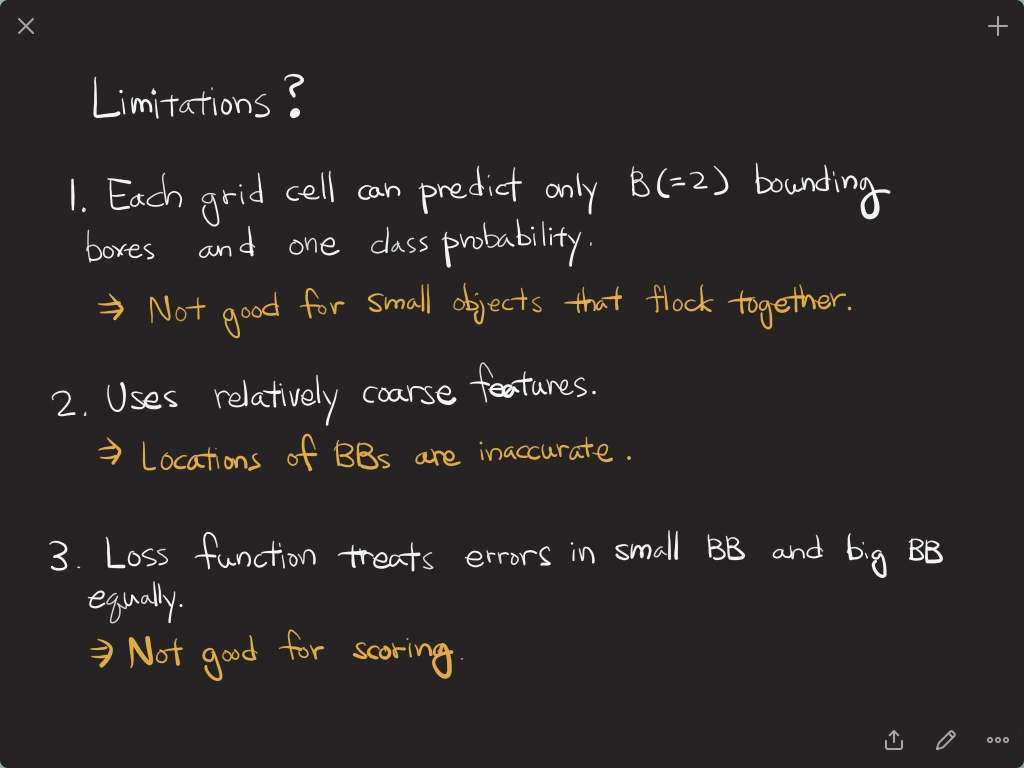 Limitations?
1. Each grid cell can predict only B(=2) bounding
boxes and one class probability.
⇒ Not good for small objects that flock together.
2. Uses relatively coarse features.
⇒ Locations of BBs are inaccurate.
3. Loss function treats errors in small BB and big BB
equally.
⇒ Not good for scoring.